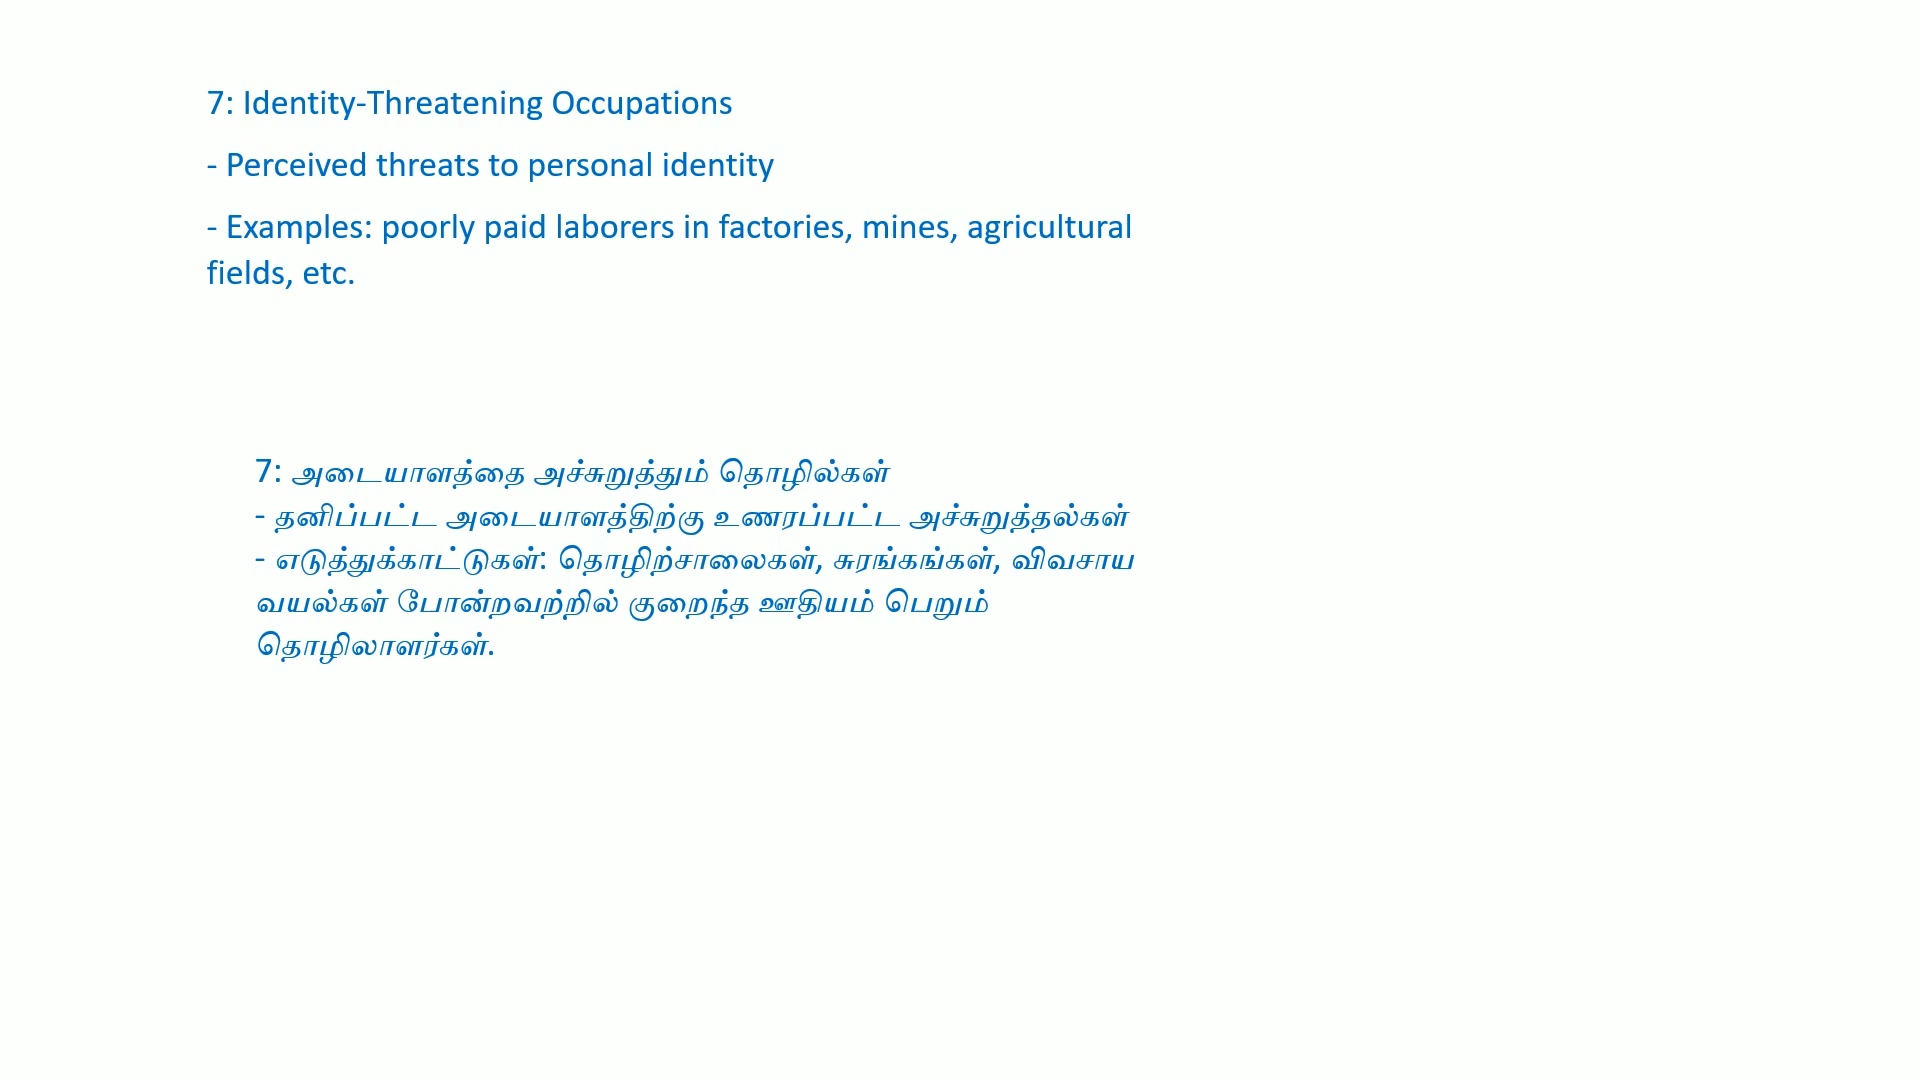 7: Identity-Threatening Occupations
- Perceived threats to personal identity
- Examples: poorly paid laborers in factories, mines, agricultural
fields, etc.
7: அடையாளத்தை அச்சுறுத்தும் தொழில்கள்
- தனிப்பட்ட அடையாளத்திற்கு உணரப்பட்ட அச்சுறுத்தல்கள்
- எடுத்துக்காட்டுகள்: தொழிற்சாலைகள், சுரங்கங்கள், விவசாய
வயல்கள் போன்றவற்றில் குறைந்த ஊதியம் பெறும்
தொழிலாளர்கள்.